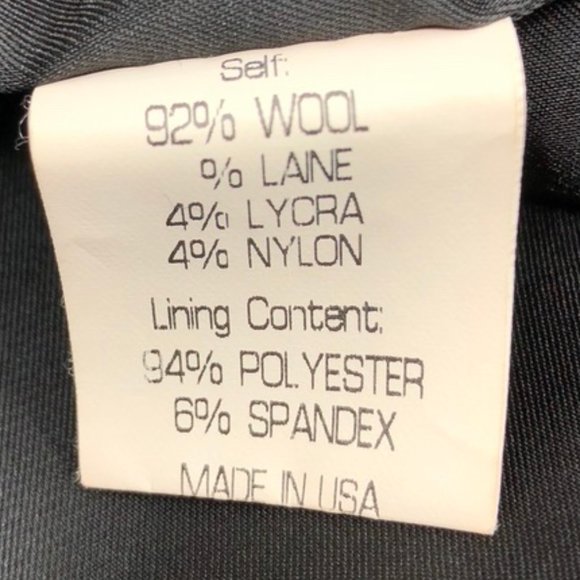 Self:
92% WOOL
% LAINE
4% LYCRA
4% NYLON
Lining Content:
94% POLYESTER
6% SPANDEX
MADE IN USA